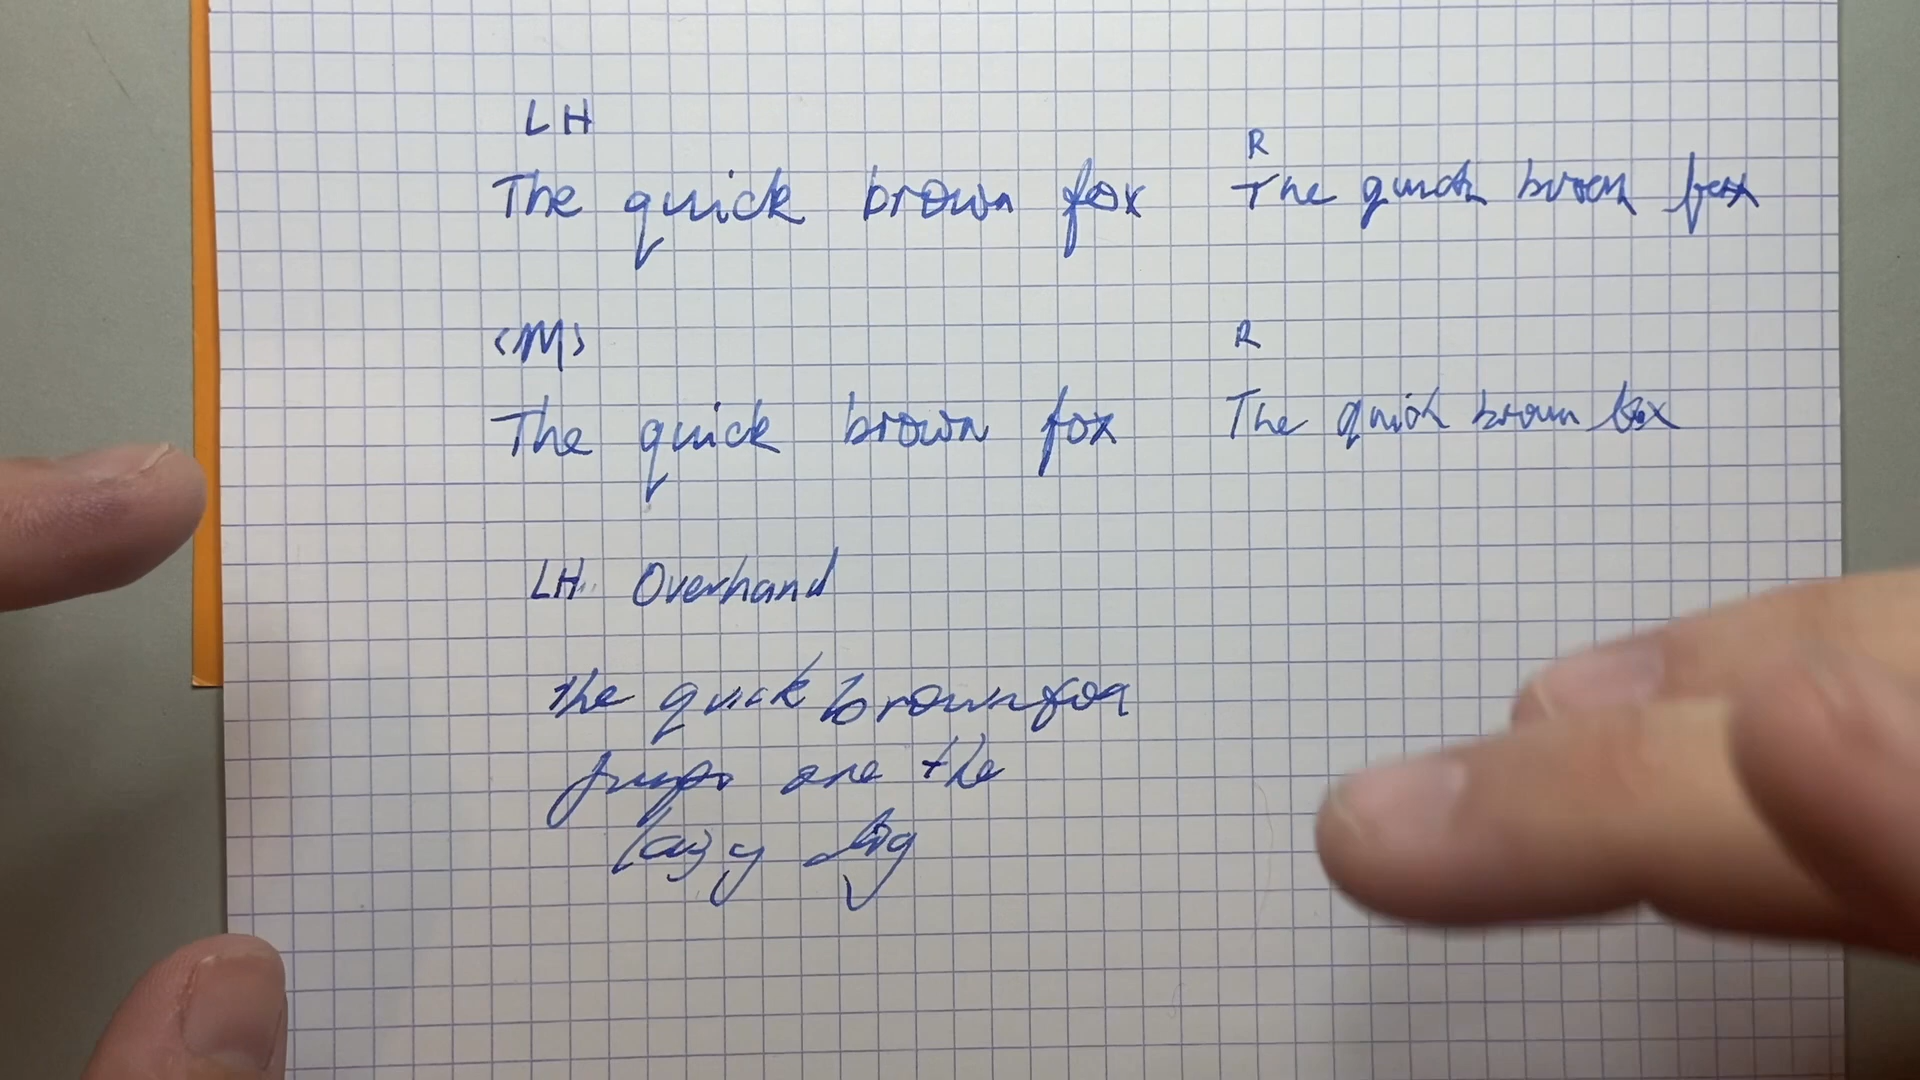 LH
R
The quick brown fox
The quick brown fox
<M>
R
The quick brown fox
The quick brown fox
LH Overhand
the quick brown fox
jumps over the
lazy dog